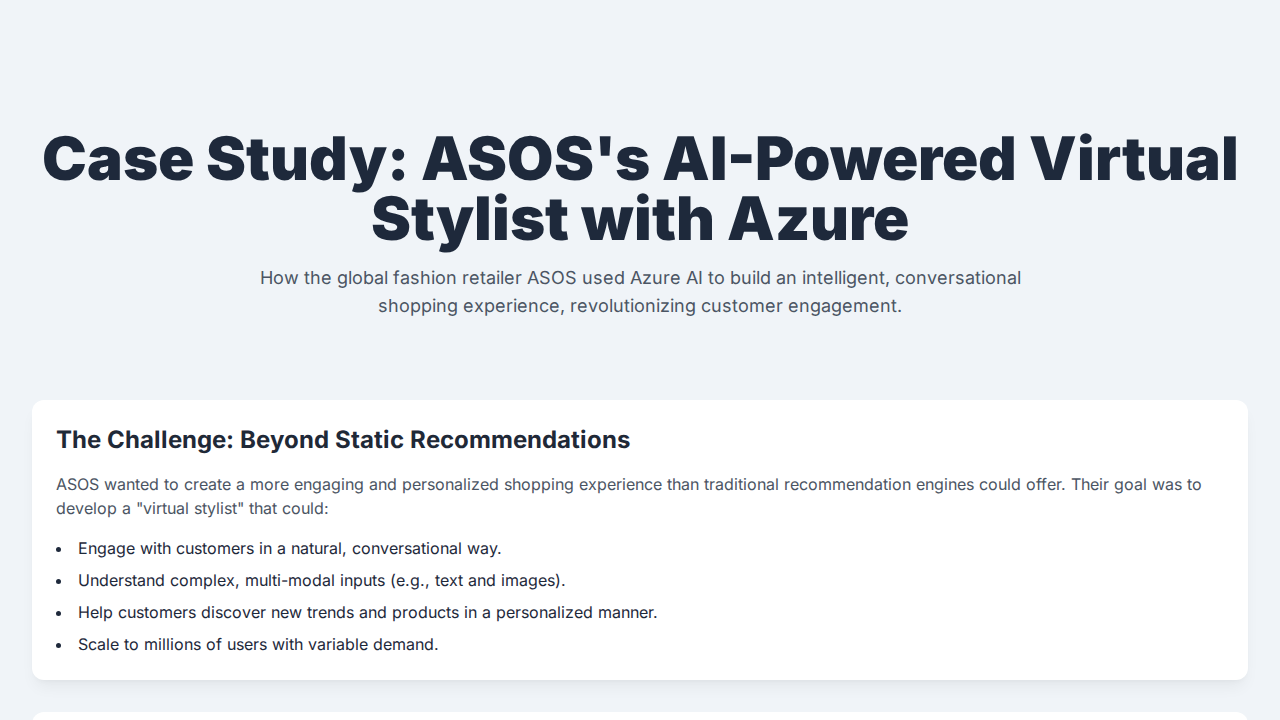 Case Study: ASOS's AI-Powered Virtual
Stylist with Azure
How the global fashion retailer ASOS used Azure AI to build an intelligent, conversational
shopping experience, revolutionizing customer engagement.
The Challenge: Beyond Static Recommendations
ASOS wanted to create a more engaging and personalized shopping experience than traditional recommendation engines could offer. Their goal was to
develop a "virtual stylist" that could:
• Engage with customers in a natural, conversational way.
• Understand complex, multi-modal inputs (e.g., text and images).
• Help customers discover new trends and products in a personalized manner.
• Scale to millions of users with variable demand.